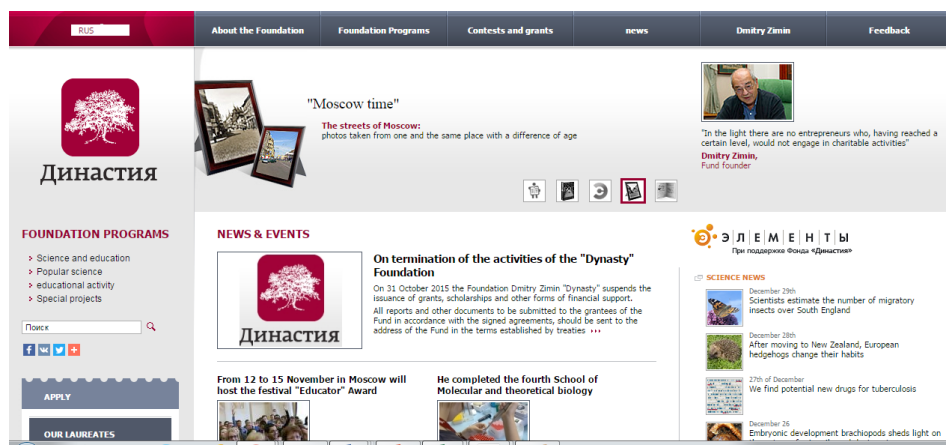 RUS
About the Foundation
Foundation Programs
Contests and grants
news
Dmitry Zimin
Feedback
Династия
"Moscow time"
The streets of Moscow:
photos taken from one and the same place with a difference of age
"In the light there are no entrepreneurs who, having reached a
certain level, would not engage in charitable activities"
Dmitry Zimin,
Fund founder
FOUNDATION PROGRAMS
Science and education
Popular science
educational activity
Special projects
Поиск
APPLY
OUR LAUREATES
NEWS & EVENTS
Династия
On termination of the activities of the "Dynasty"
Foundation
On 31 October 2015 the Foundation Dmitry Zimin "Dynasty" suspends the
issuance of grants, scholarships and other forms of financial support.
All reports and other documents to be submitted to the grantees of the
Fund in accordance with the signed agreements, should be sent to the
address of the Fund in the terms established by treaties
From 12 to 15 November in Moscow will
host the festival "Educator" Award
He completed the fourth School of
Molecular and theoretical biology
Э Л Е М Е Н Т Ы
При поддержке Фонда «Династия»
SCIENCE NEWS
December 29th
Scientists estimate the number of migratory
insects over South England
December 28th
After moving to New Zealand, European
hedgehogs change their habits
27th of December
We find potential new drugs for tuberculosis
December 26
Embryonic development brachiopods sheds light on